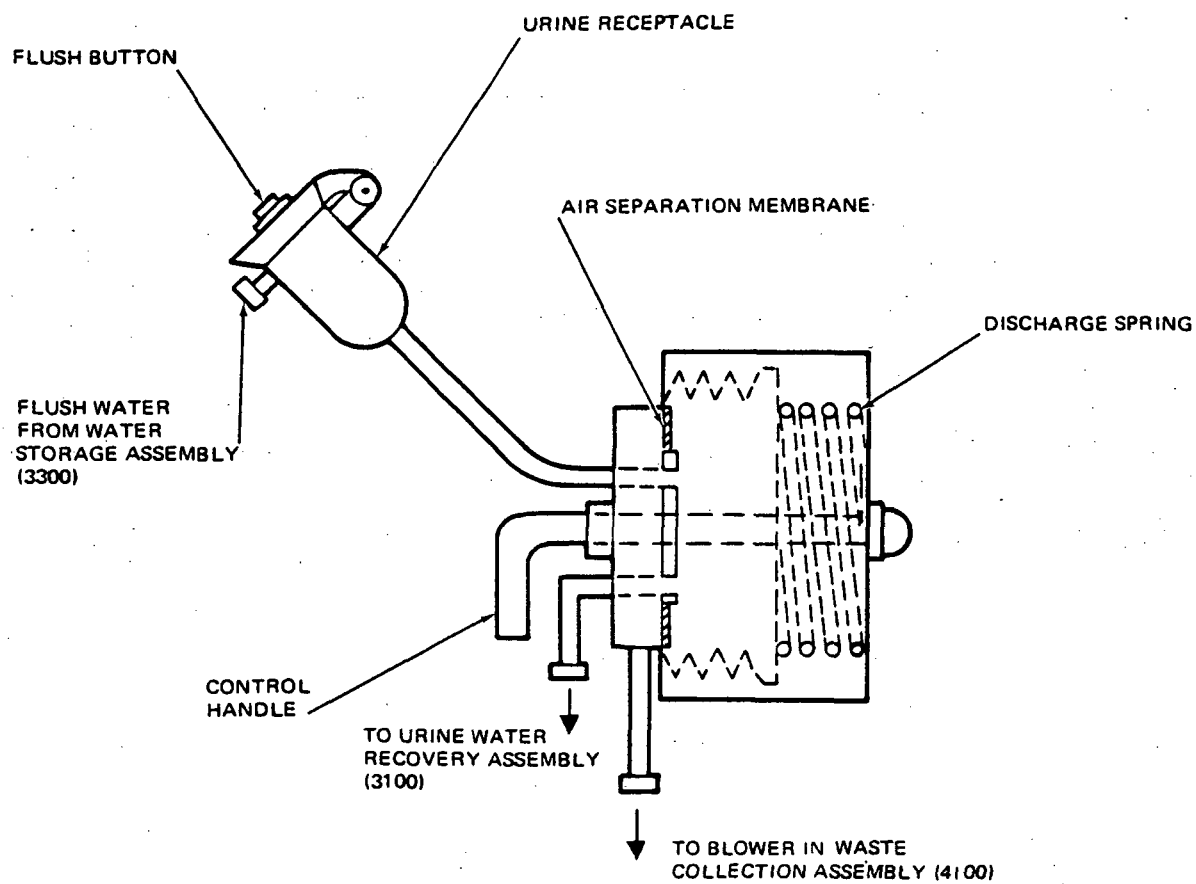 URINE RECEPTACLE
FLUSH BUTTON
AIR SEPARATION MEMBRANE
DISCHARGE SPRING
FLUSH WATER
FROM WATER
STORAGE ASSEMBLY
(3300)
CONTROL
HANDLE
TO URINE WATER
RECOVERY ASSEMBLY
(3100)
TO BLOWER IN WASTE
COLLECTION ASSEMBLY (4100)